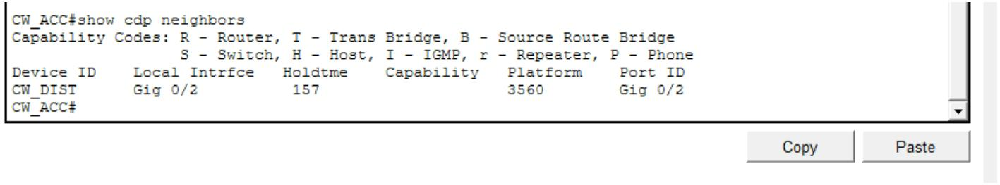 CW_ACC#show cdp neighbors
Capability Codes: R - Router, T - Trans Bridge, B - Source Route Bridge
S - Switch, H - Host, I - IGMP, r - Repeater, P - Phone
Device ID    Local Intrfce   Holdtme    Capability   Platform    Port ID
CW_DIST      Gig 0/2          157                    3560        Gig 0/2
CW_ACC#
Copy Paste